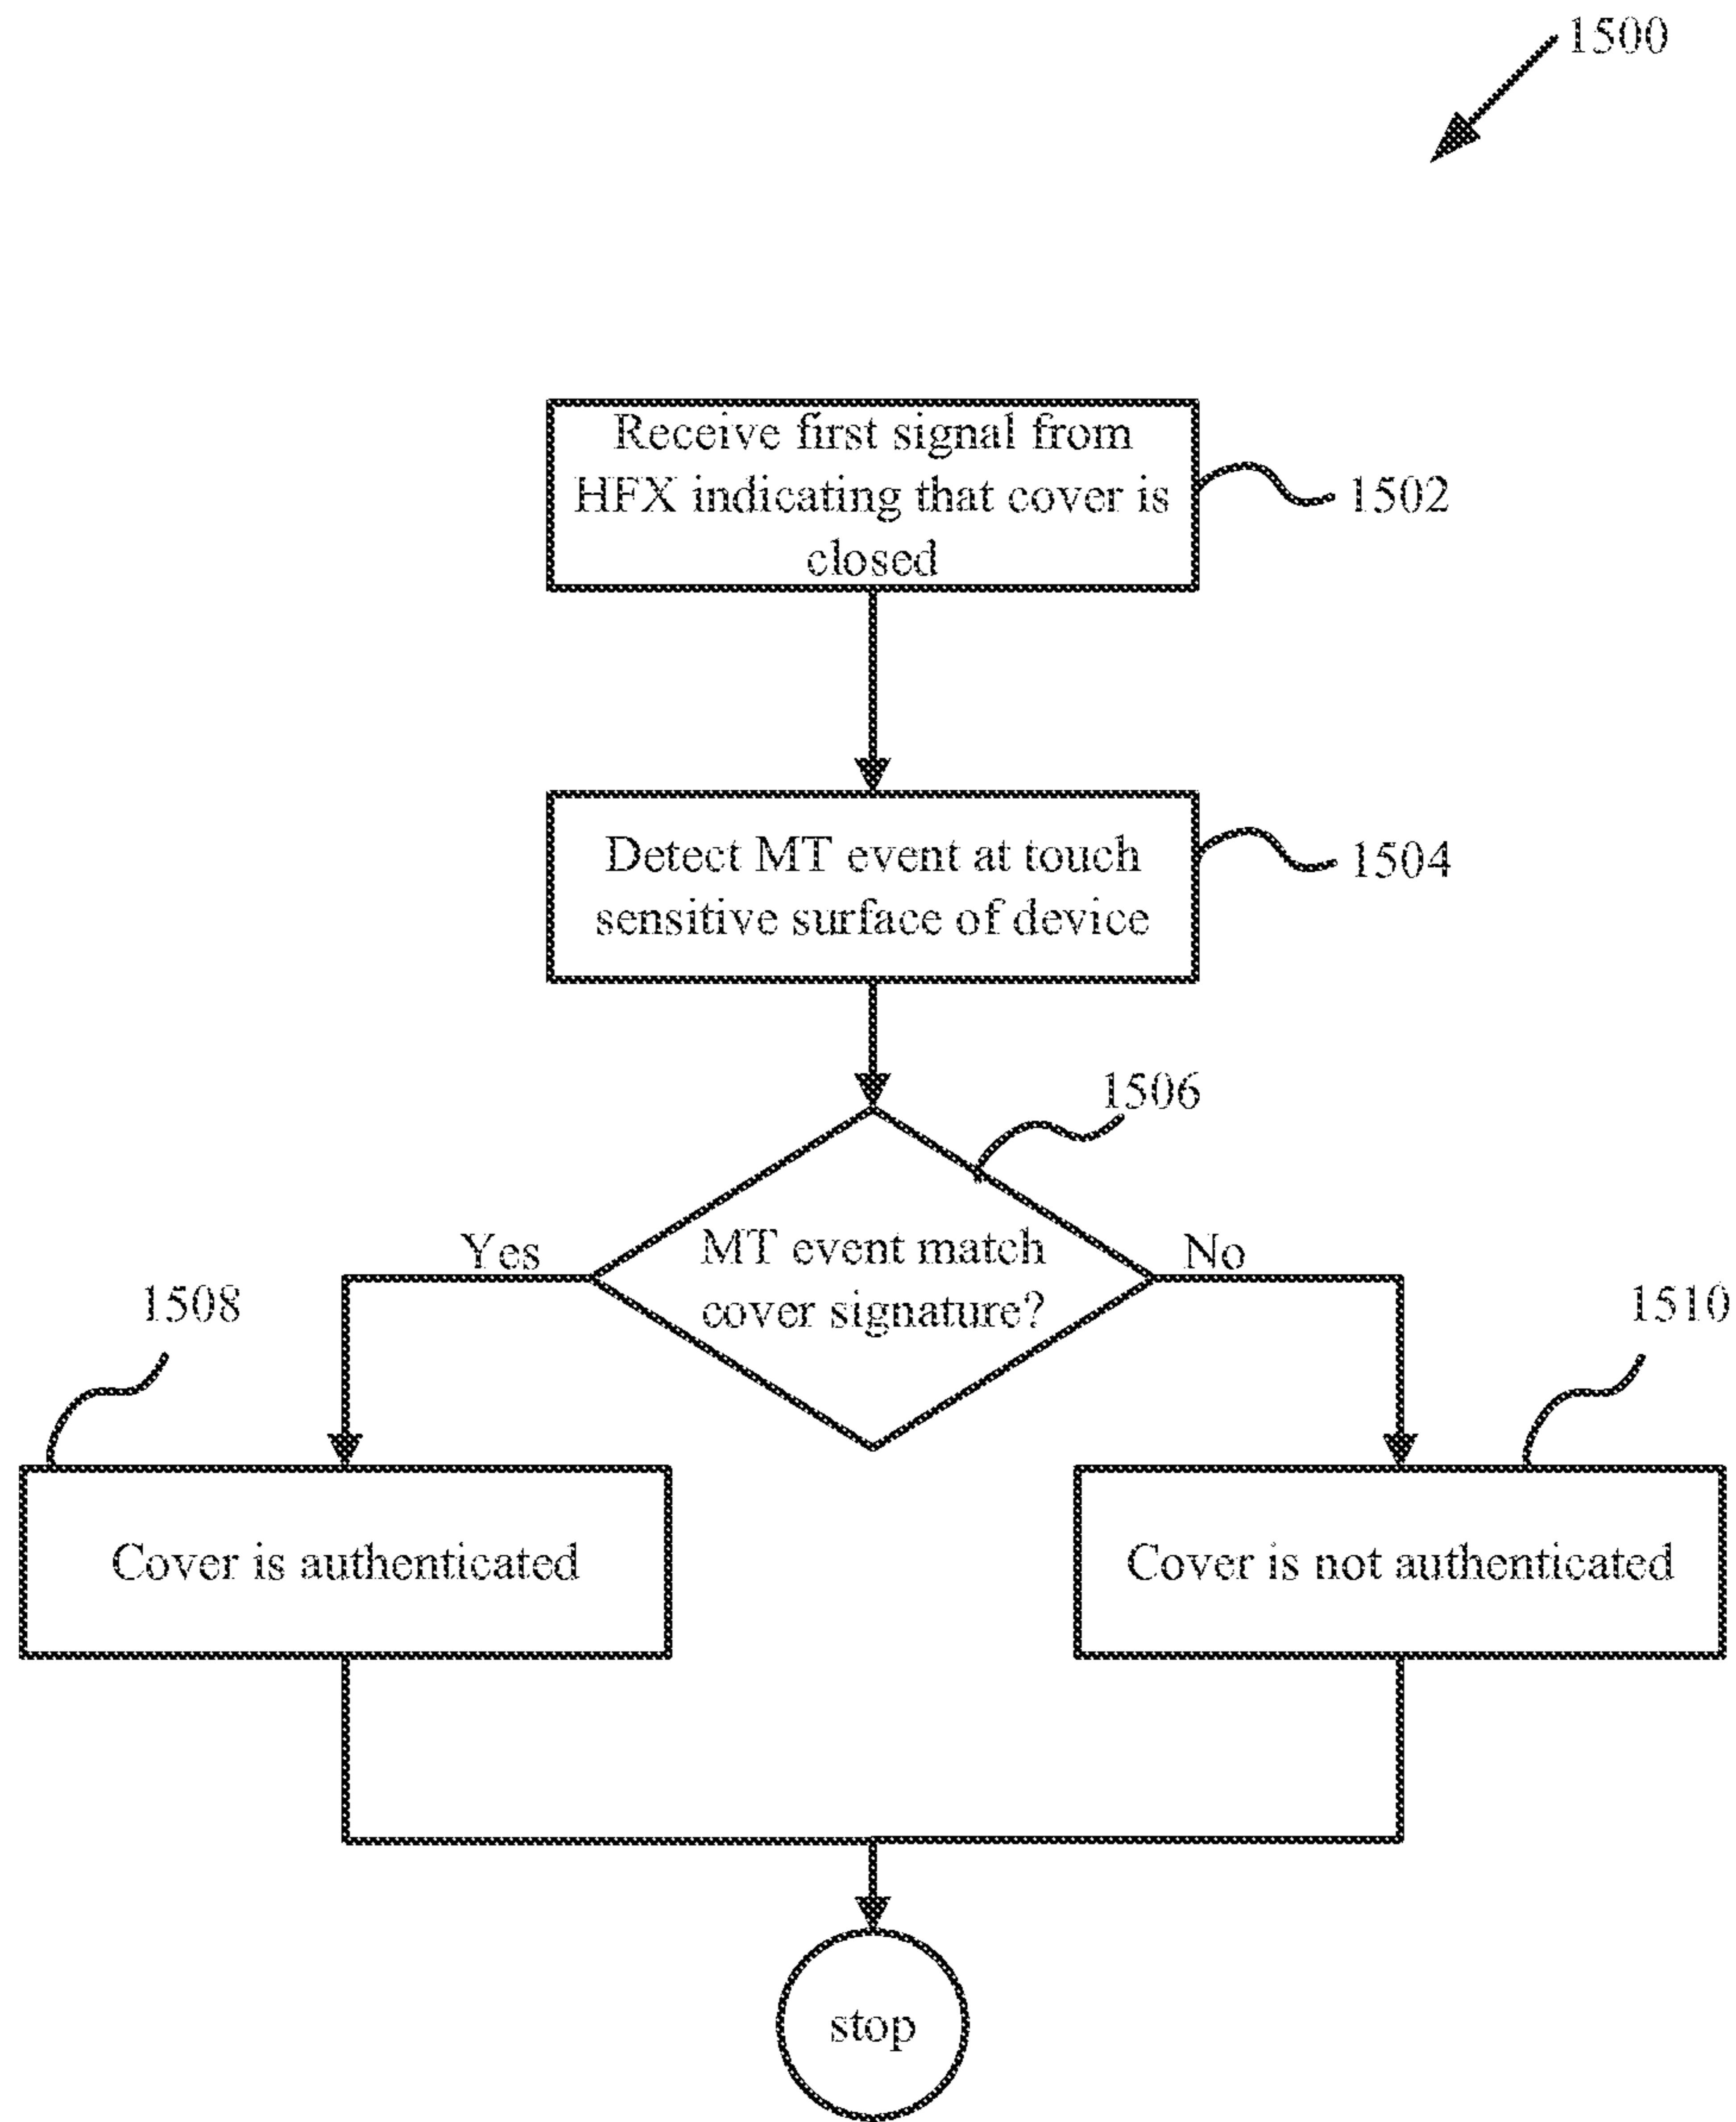 1500
Receive first signal from
HFX indicating that cover is
closed
1502
Detect MT event at touch
sensitive surface of device
1504
1506
Yes
MT event match
cover signature?
No
1508
1510
Cover is authenticated
Cover is not authenticated
stop